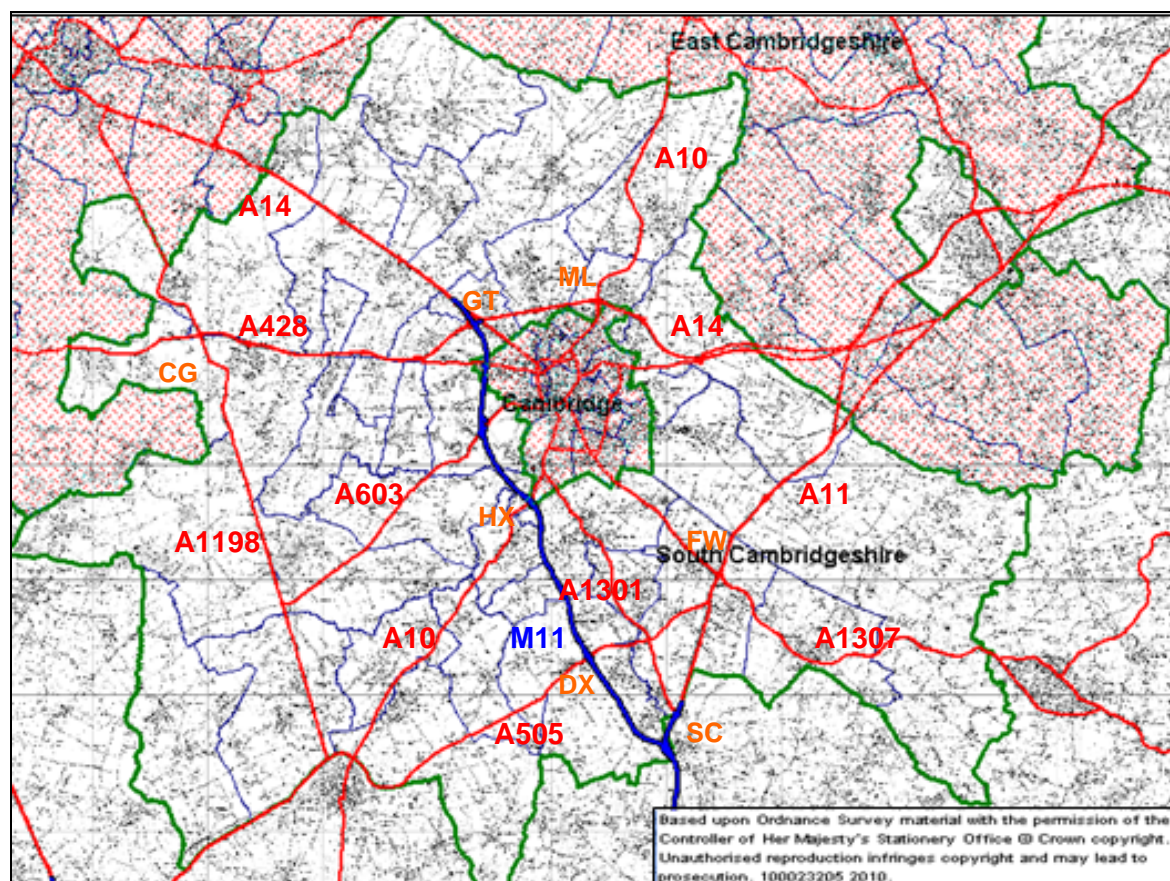 East Cambridgeshire
A10
A14
ML
GT
A428
A14
CG
Cambridge
A603
A11
HX
A1198
FW
South Cambridgeshire
A1301
A10
M11
A1307
DX
A505
SC
Based upon Ordnance Survey material with the permission of the
Controller of Her Majesty's Stationery Office @ Crown copyright.
Unauthorised reproduction infringes copyright and may lead to
prosecution. 100023205 2010.